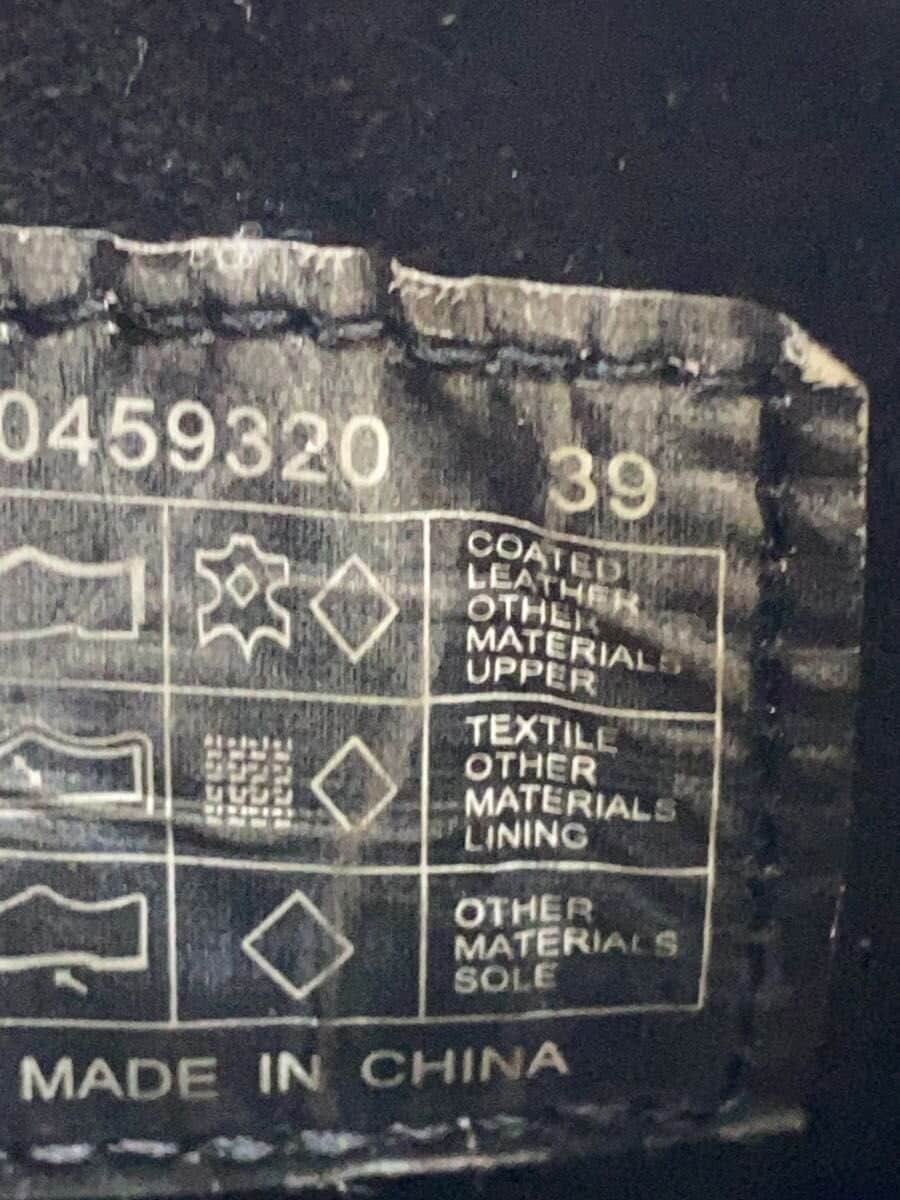 0459320 39
COATED
LEATHER
OTHER
MATERIALS
UPPER
TEXTILE
OTHER
MATERIALS
LINING
OTHER
MATERIALS
SOLE
MADE IN CHINA